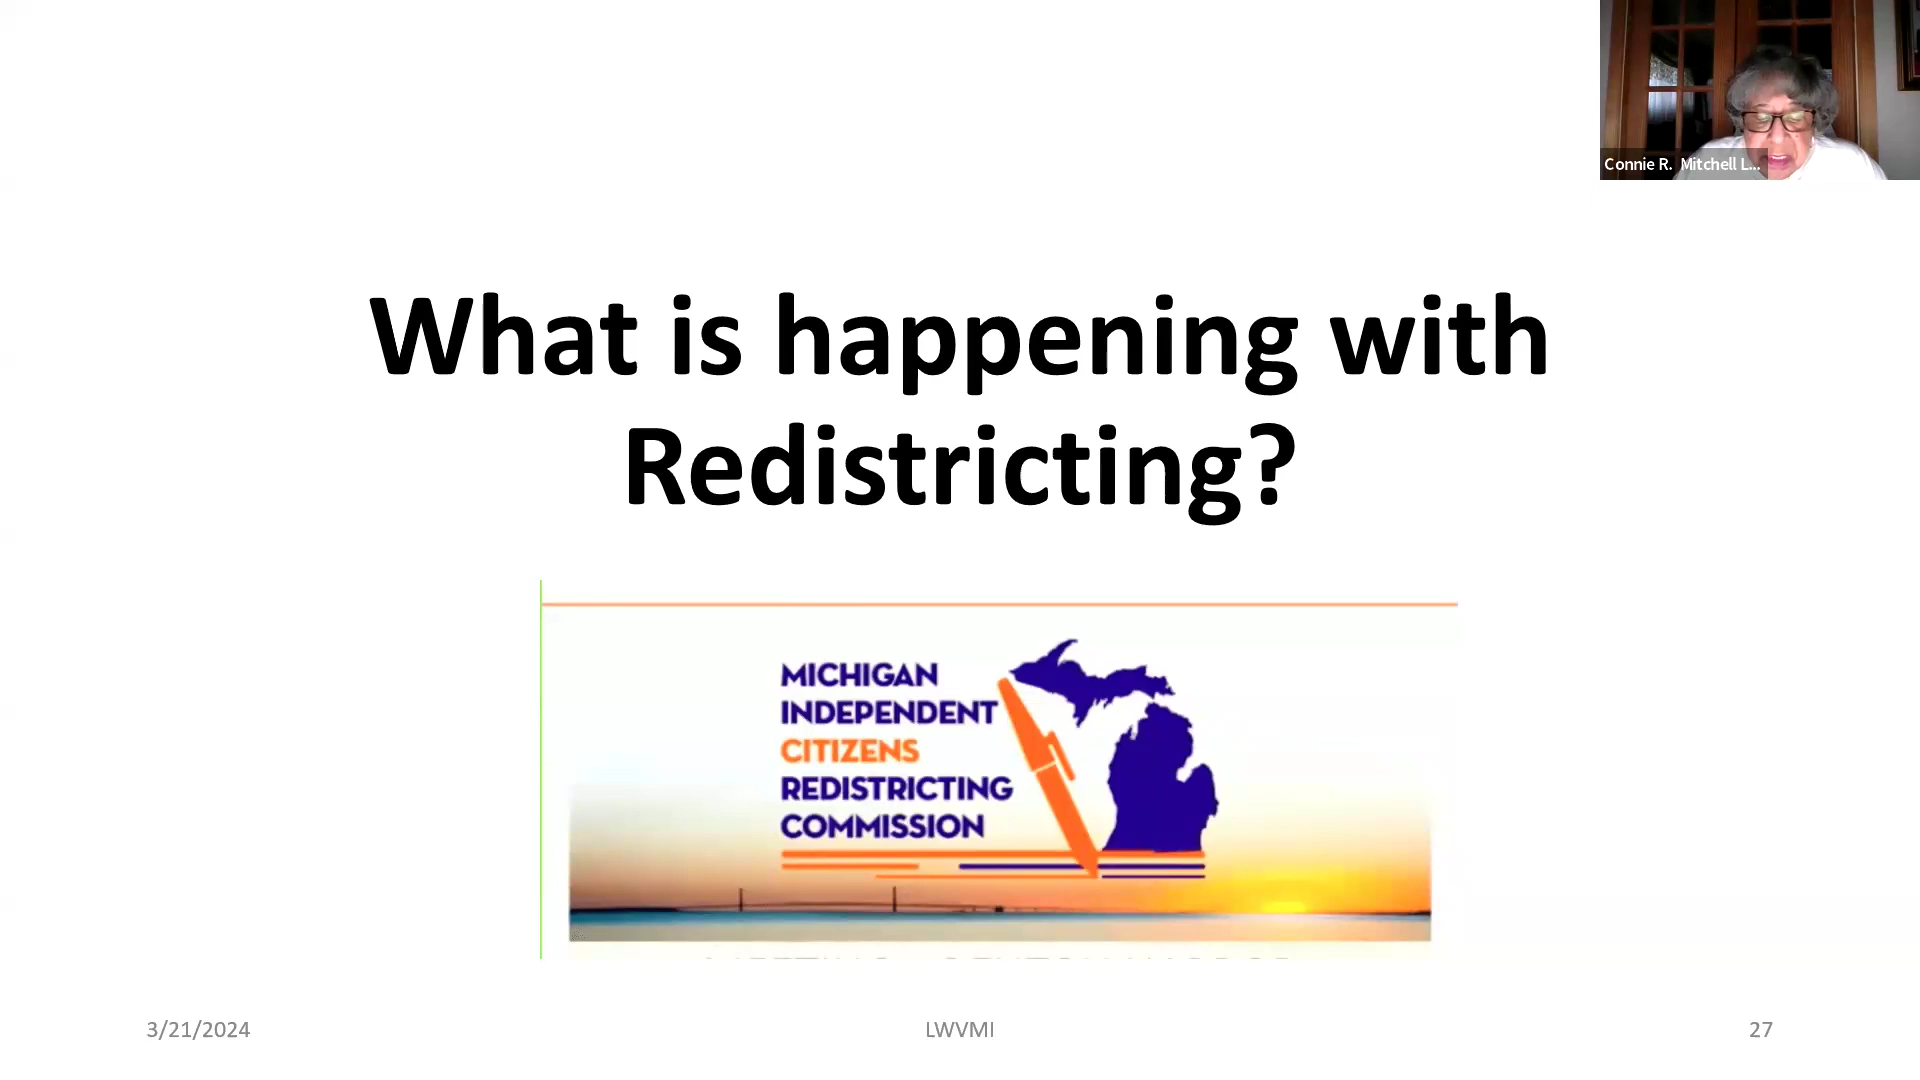 Connie R. Mitchell L...
What is happening with
Redistricting?
MICHIGAN
INDEPENDENT
CITIZENS
REDISTRICTING
COMMISSION
3/21/2024
LWVMI
27